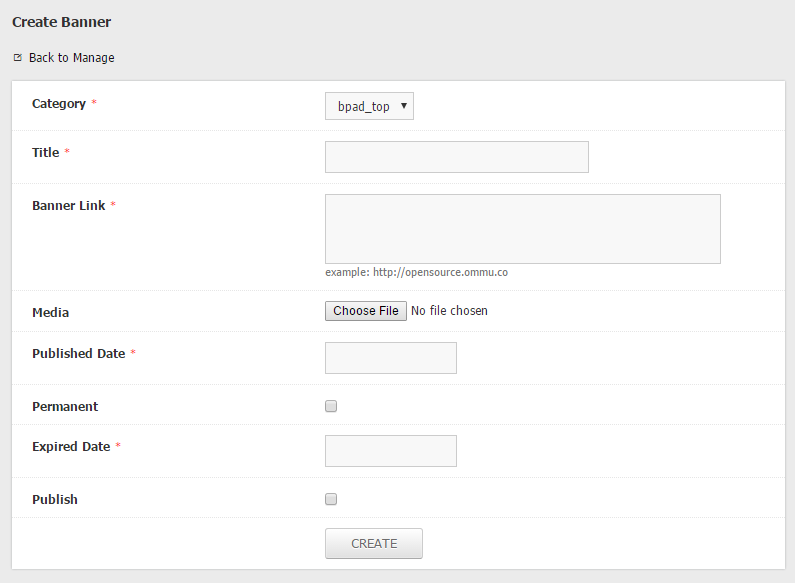 Create Banner
Back to Manage
Category *
bpad_top
Title *
Banner Link *
example: http://opensource.ommu.co
Media
Choose File No file chosen
Published Date *
Permanent
Expired Date *
Publish
CREATE